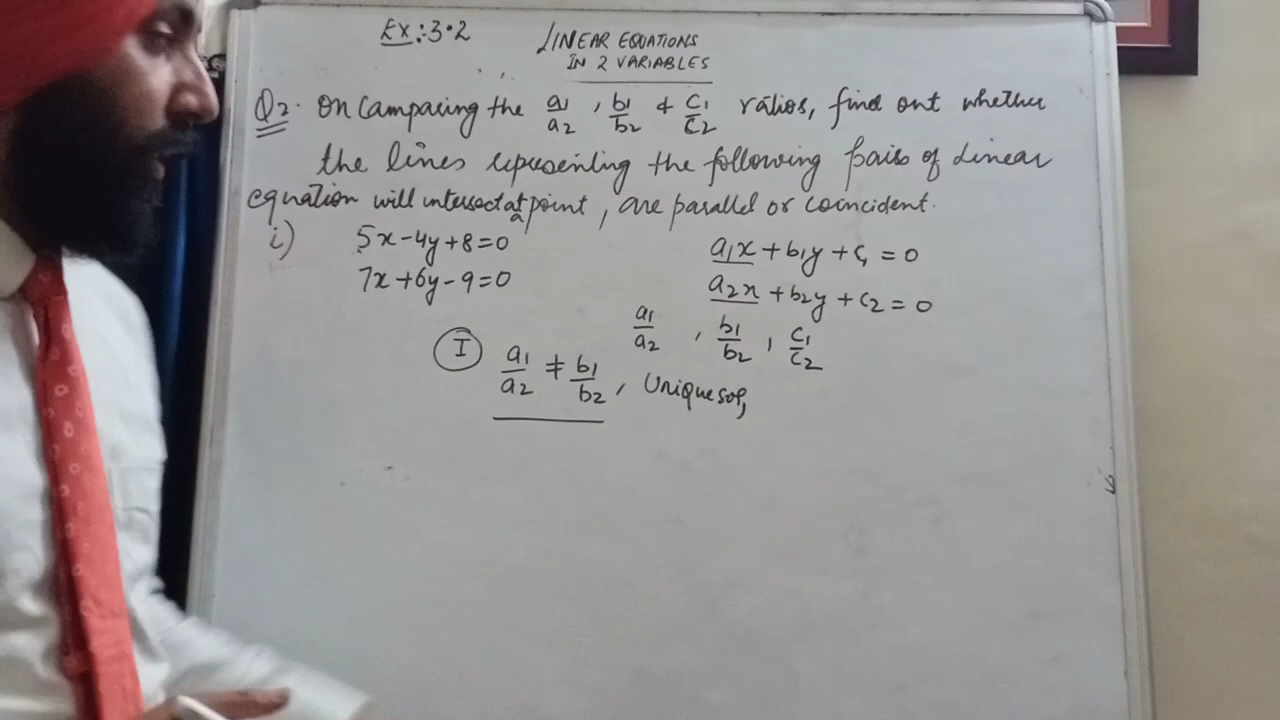 Ex:3.2
LINEAR EQUATIONS
IN 2 VARIABLES
Q2. On Comparing the a1/a2, b1/b2 & c1/c2 ratios, find out whether
the lines representing the following pairs of Linear
equation will intersect at a point, are parallel or coincident.
i) 5x-4y+8=0
7x+6y-9=0
a1x+b1y+c1=0
a2x+b2y+c2=0
a1/a2, b1/b2, c1/c2
I a1/a2 ≠ b1/b2, Unique sol,